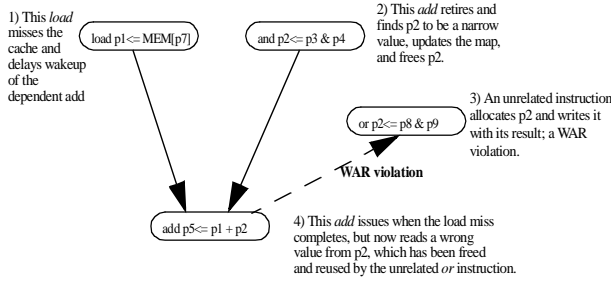 1) This load
misses the
cache and
delays wakeup
of the
dependent add
load p1<= MEM[p7]
and p2<= p3 & p4
2) This add retires and
finds p2 to be a narrow
value, updates the map,
and frees p2.
or p2<= p8 & p9
3) An unrelated instruction
allocates p2 and writes it
with its result; a WAR
violation.
WAR violation
add p5<= p1 + p2
4) This add issues when the load miss
completes, but now reads a wrong
value from p2, which has been freed
and reused by the unrelated or instruction.